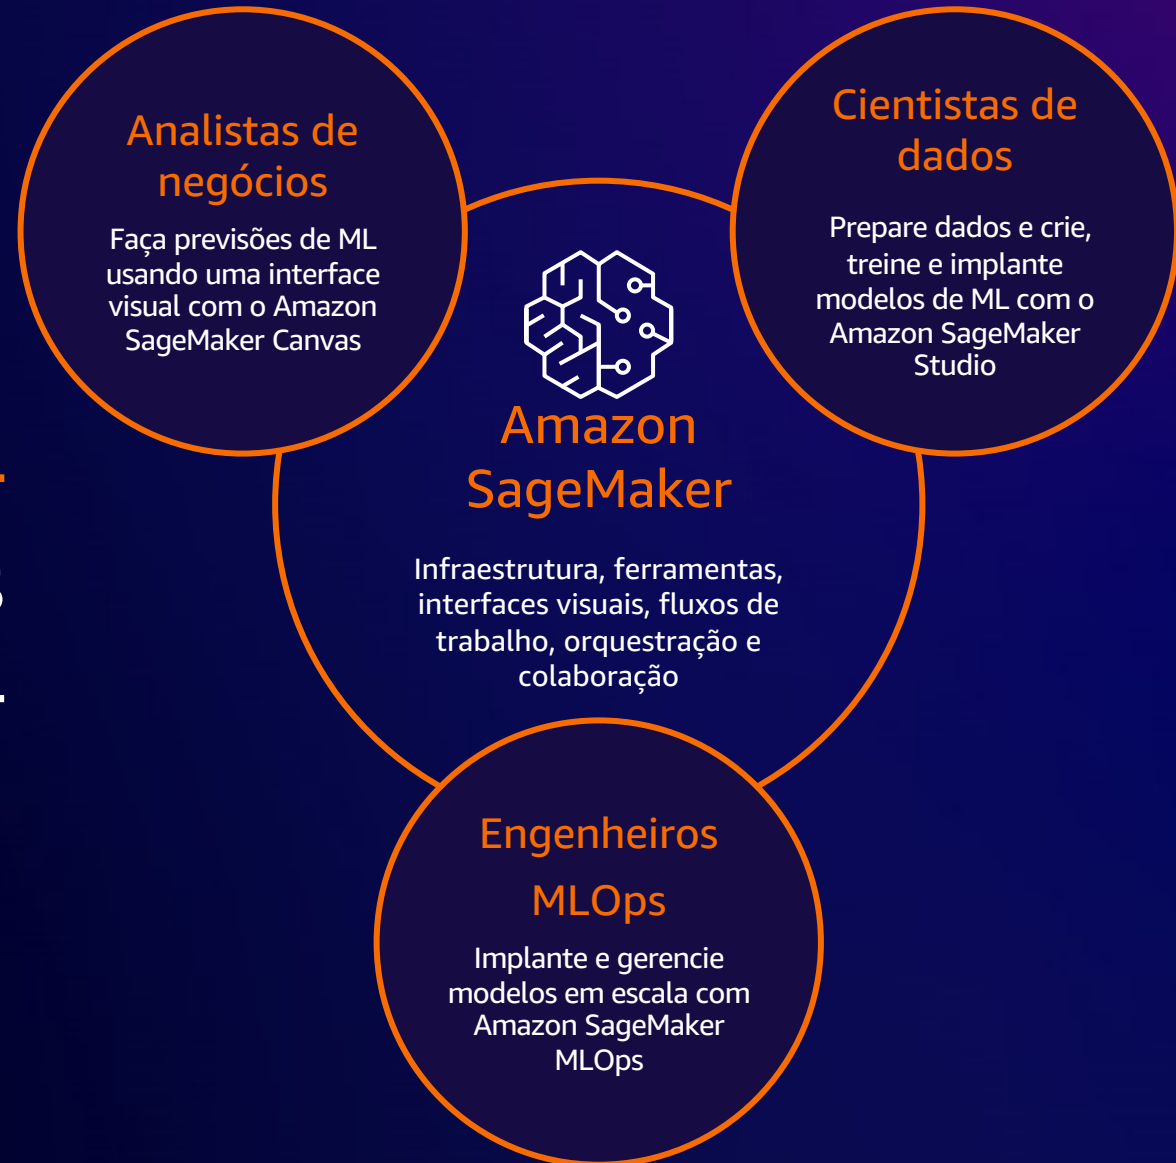 Analistas de
negócios
Faça previsões de ML
usando uma interface
visual com o Amazon
SageMaker Canvas
Cientistas de
dados
Prepare dados e crie,
treine e implante
modelos de ML com o
Amazon SageMaker
Studio
Amazon
SageMaker
Infraestrutura, ferramentas,
interfaces visuais, fluxos de
trabalho, orquestração e
colaboração
Engenheiros
MLOps
Implante e gerencie
modelos em escala com
Amazon SageMaker
MLOps